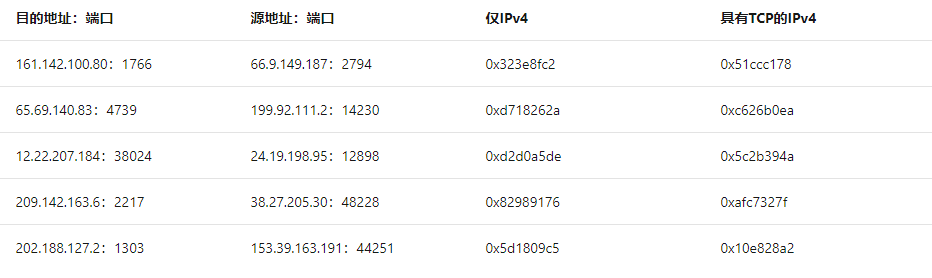 目的地址：端口 源地址：端口 仅IPv4 具有TCP的IPv4
161.142.100.80：1766 66.9.149.187：2794 0x323e8fc2 0x51ccc178
65.69.140.83：4739 199.92.111.2：14230 0xd718262a 0xc626b0ea
12.22.207.184：38024 24.19.198.95：12898 0xd2d0a5de 0x5c2b394a
209.142.163.6：2217 38.27.205.30：48228 0x82989176 0xafc7327f
202.188.127.2：1303 153.39.163.191：44251 0x5d1809c5 0x10e828a2